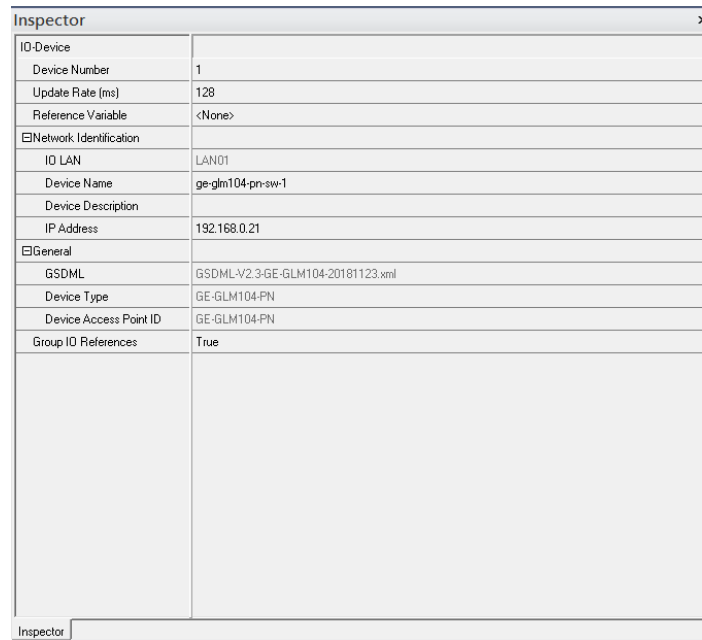 Inspector
IO-Device
Device Number 1
Update Rate (ms) 128
Reference Variable <None>
Network Identification
IO LAN LAN01
Device Name ge-glm104-pn-sw-1
Device Description
IP Address 192.168.0.21
General
GSDML GSDML-V2.3-GE-GLM104-20181123.xml
Device Type GE-GLM104-PN
Device Access Point ID GE-GLM104-PN
Group IO References True
Inspector